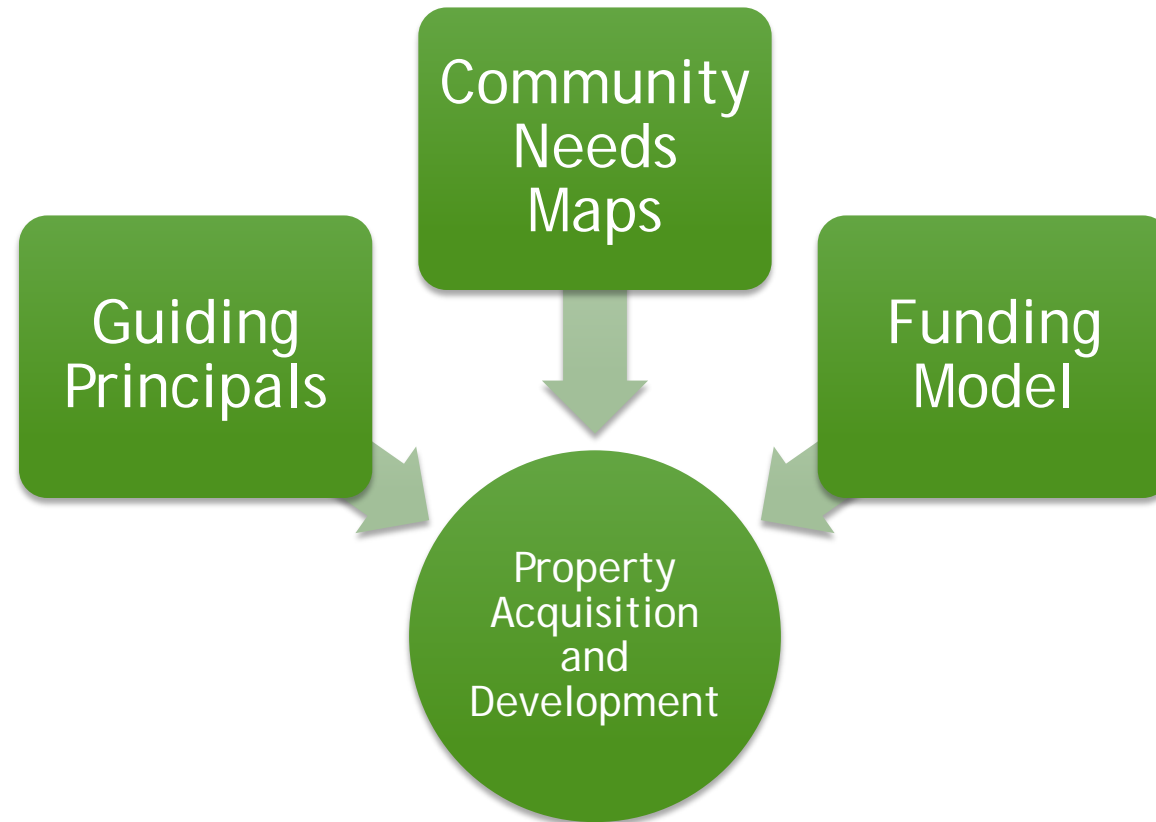 Community
Needs
Maps
Guiding
Principals
Funding
Model
Property
Acquisition
and
Development